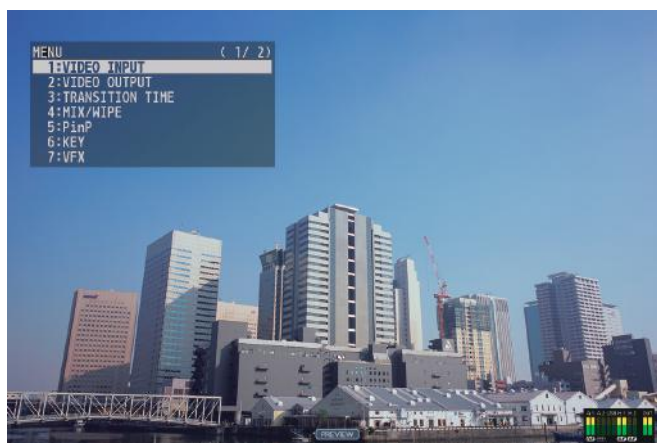 MENU ( 1/ 2)
1:VIDEO INPUT
2:VIDEO OUTPUT
3:TRANSITION TIME
4:MIX/WIPE
5:PinP
6:KEY
7:VFX
PREVIEW